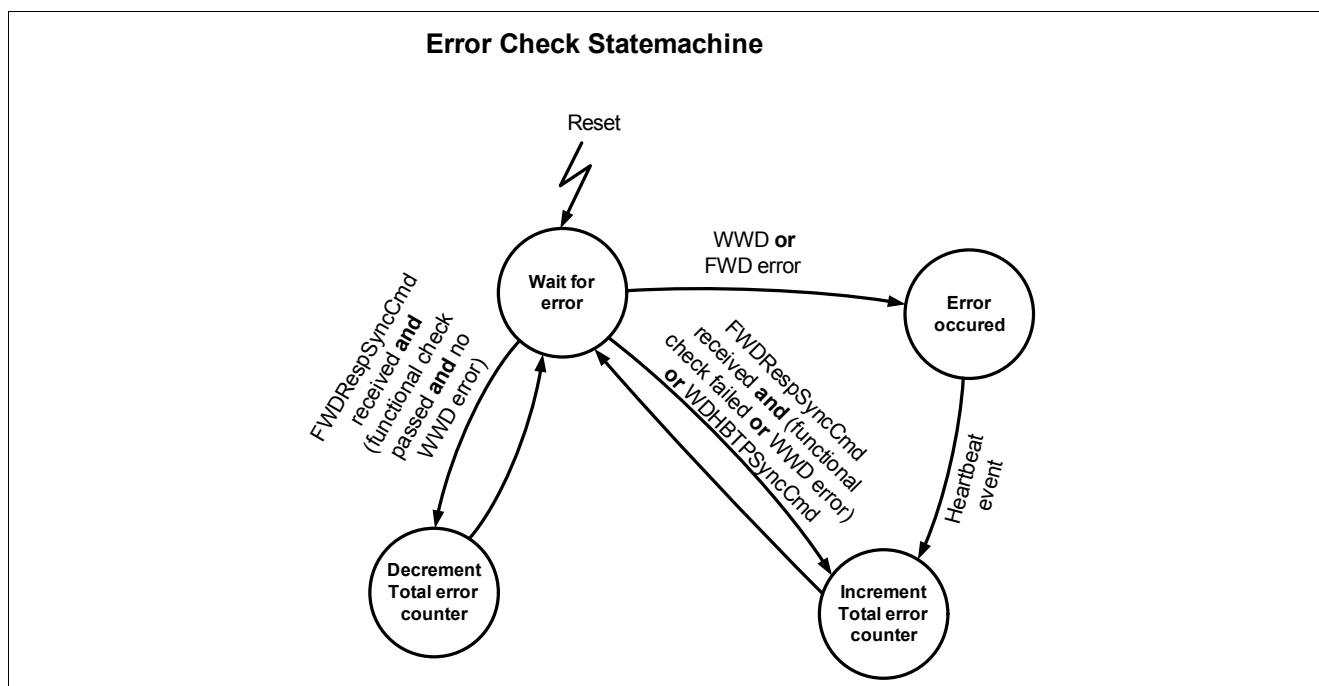 Error Check Statemachine
Reset
WWD or
FWD error
Wait for
error
Error
occured
FWDRespSyncCmd
received and
(functional check
passed and no
WWD error)
FWDRespSyncCmd
received and (functional
check failed or WWD error)
or WDHBTPSyncCmd
Heartbeat
event
Decrement
Total error
counter
Increment
Total error
counter